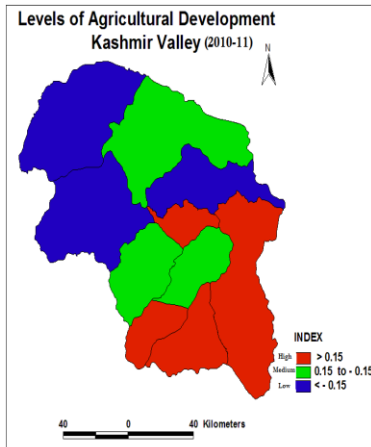 Levels of Agricultural Development
Kashmir Valley (2010-11)
N
INDEX
High > 0.15
Medium 0.15 to - 0.15
Low < - 0.15
40 0 40 Kilometers